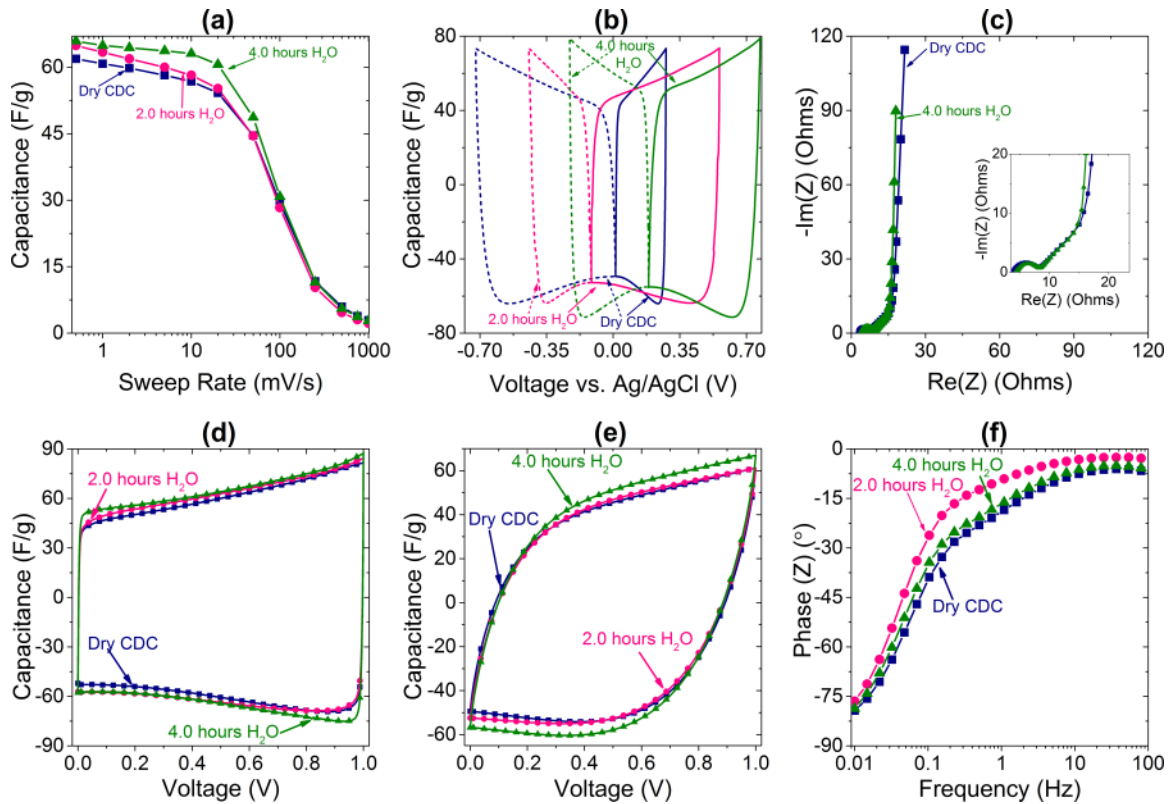 (a)
Capacitance (F/g)
60
45
30
15
0
4.0 hours H₂O
Dry CDC
2.0 hours H₂O
1
10
100
1000
Sweep Rate (mV/s)
(b)
Capacitance (F/g)
80
40
0
-40
-80
4.0 hours
H₂O
2.0 hours H₂O
Dry CDC
-0.70
-0.35
0.00
0.35
0.70
Voltage vs. Ag/AgCl (V)
(c)
-Im(Z) (Ohms)
-120
-90
-60
-30
0
Dry CDC
4.0 hours H₂O
-Im(Z) (Ohms)
20
10
0
10
20
Re(Z) (Ohms)
0
30
60
90
120
Re(Z) (Ohms)
(d)
Capacitance (F/g)
90
60
30
0
-30
-60
-90
2.0 hours H₂O
Dry CDC
4.0 hours H₂O
0.0
0.2
0.4
0.6
0.8
1.0
Voltage (V)
(e)
Capacitance (F/g)
60
40
20
0
-20
-40
-60
4.0 hours H₂O
Dry CDC
2.0 hours H₂O
0.0
0.2
0.4
0.6
0.8
1.0
Voltage (V)
(f)
Phase (Z) (°)
0
-15
-30
-45
-60
-75
-90
4.0 hours H₂O
2.0 hours H₂O
Dry CDC
0.01
0.1
1
10
100
Frequency (Hz)